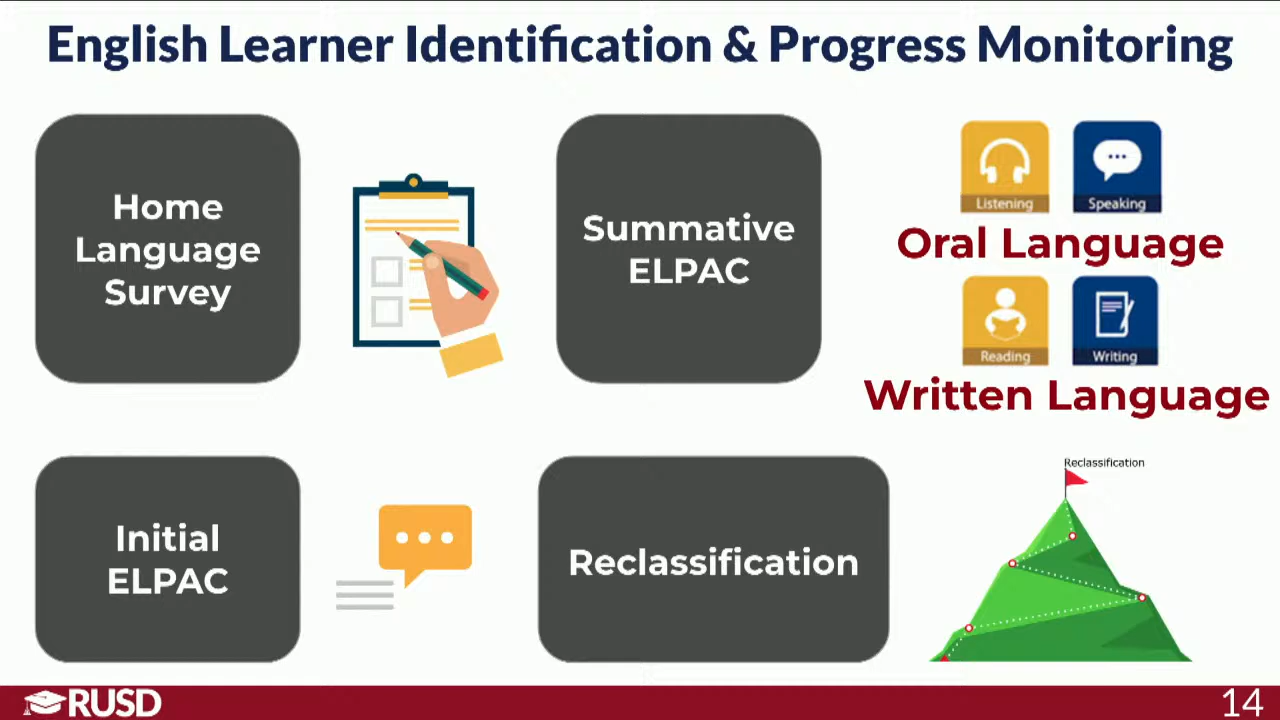 English Learner Identification & Progress Monitoring
Home
Language
Survey
Summative
ELPAC
Listening
Speaking
Oral Language
Reading
Writing
Written Language
Initial
ELPAC
Reclassification
Reclassification
RUSD
14